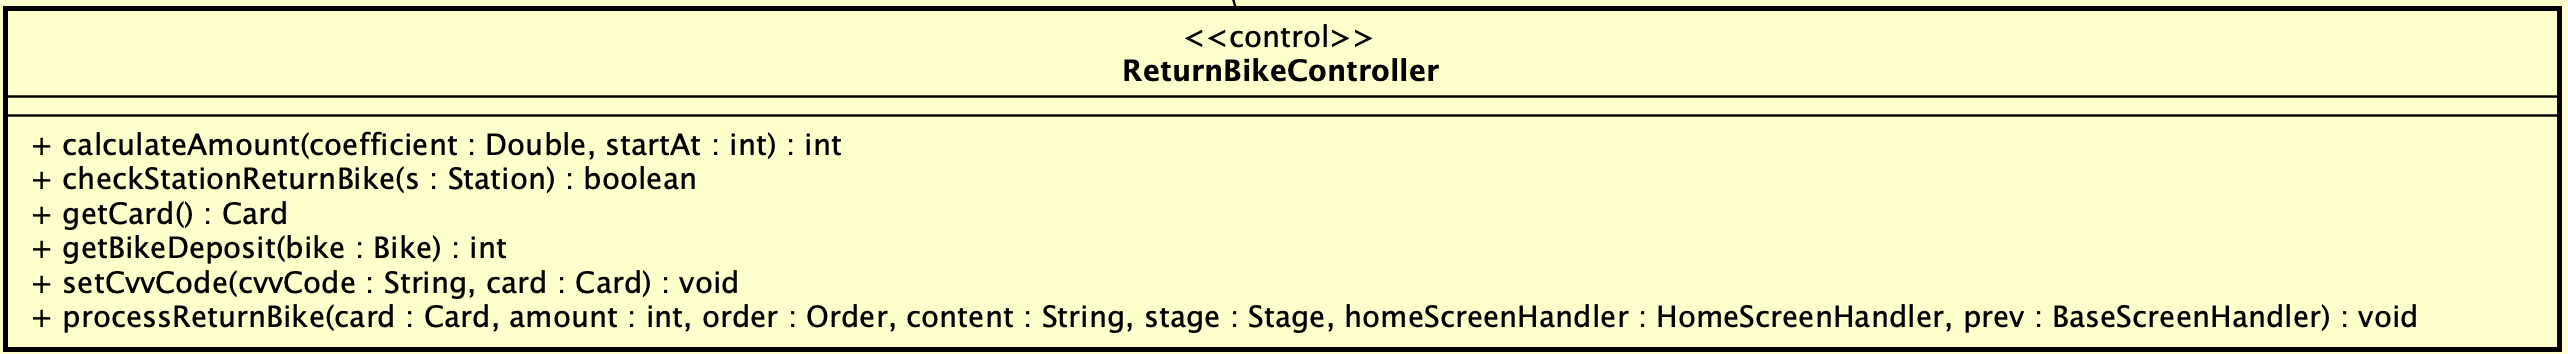 <<control>>
ReturnBikeController
+ calculateAmount(coefficient : Double, startAt : int) : int
+ checkStationReturnBike(s : Station) : boolean
+ getCard() : Card
+ getBikeDeposit(bike : Bike) : int
+ setCvvCode(cvvCode : String, card : Card) : void
+ processReturnBike(card : Card, amount : int, order : Order, content : String, stage : Stage, homeScreenHandler : HomeScreenHandler, prev : BaseScreenHandler) : void